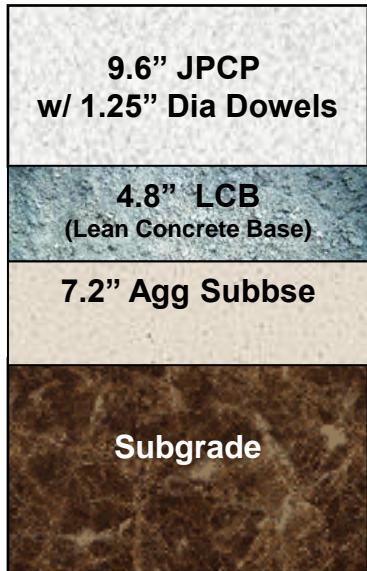 9.6” JPCP
w/ 1.25” Dia Dowels
4.8” LCB
(Lean Concrete Base)
7.2” Agg Subbse
Subgrade